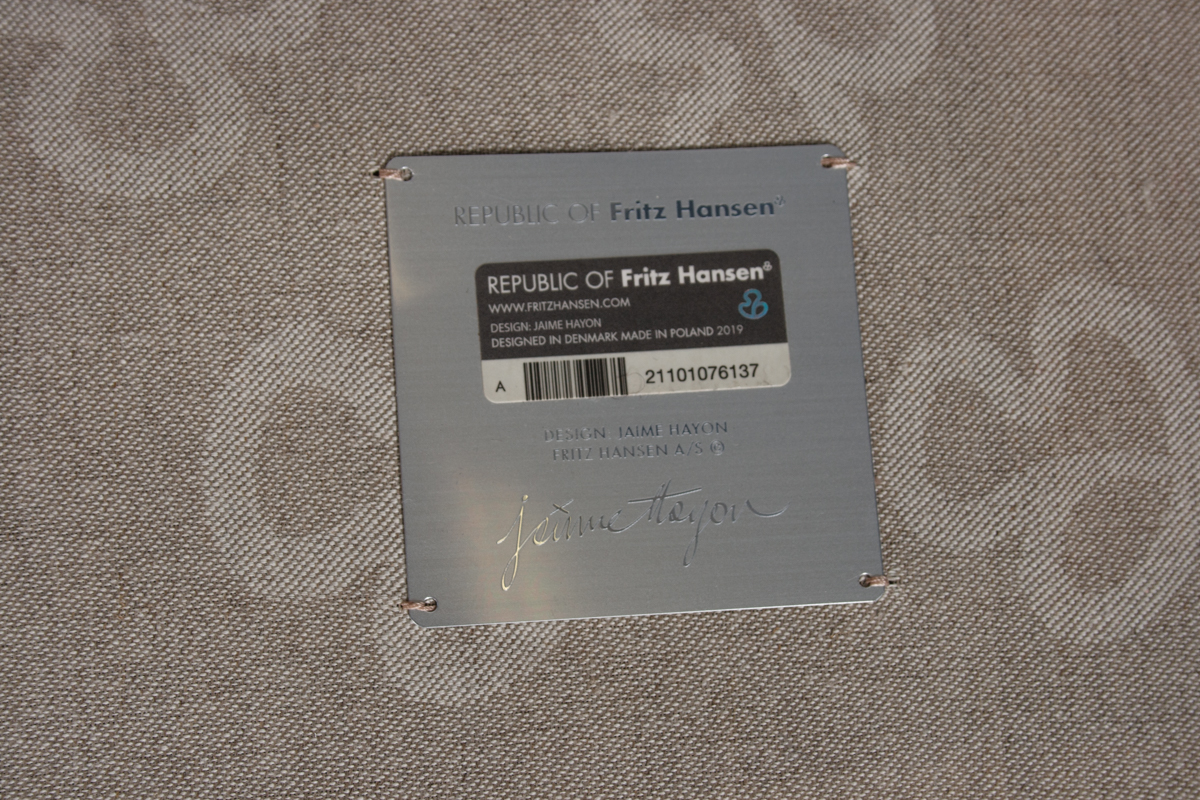 REPUBLIC OF Fritz Hansen®
REPUBLIC OF Fritz Hansen
WWW.FRITZHANSEN.COM
DESIGN: JAIME HAYON
DESIGNED IN DENMARK MADE IN POLAND 2019
A 21101076137
DESIGN: JAIME HAYON
FRITZ HANSEN A/S ©
Jaime Hayon